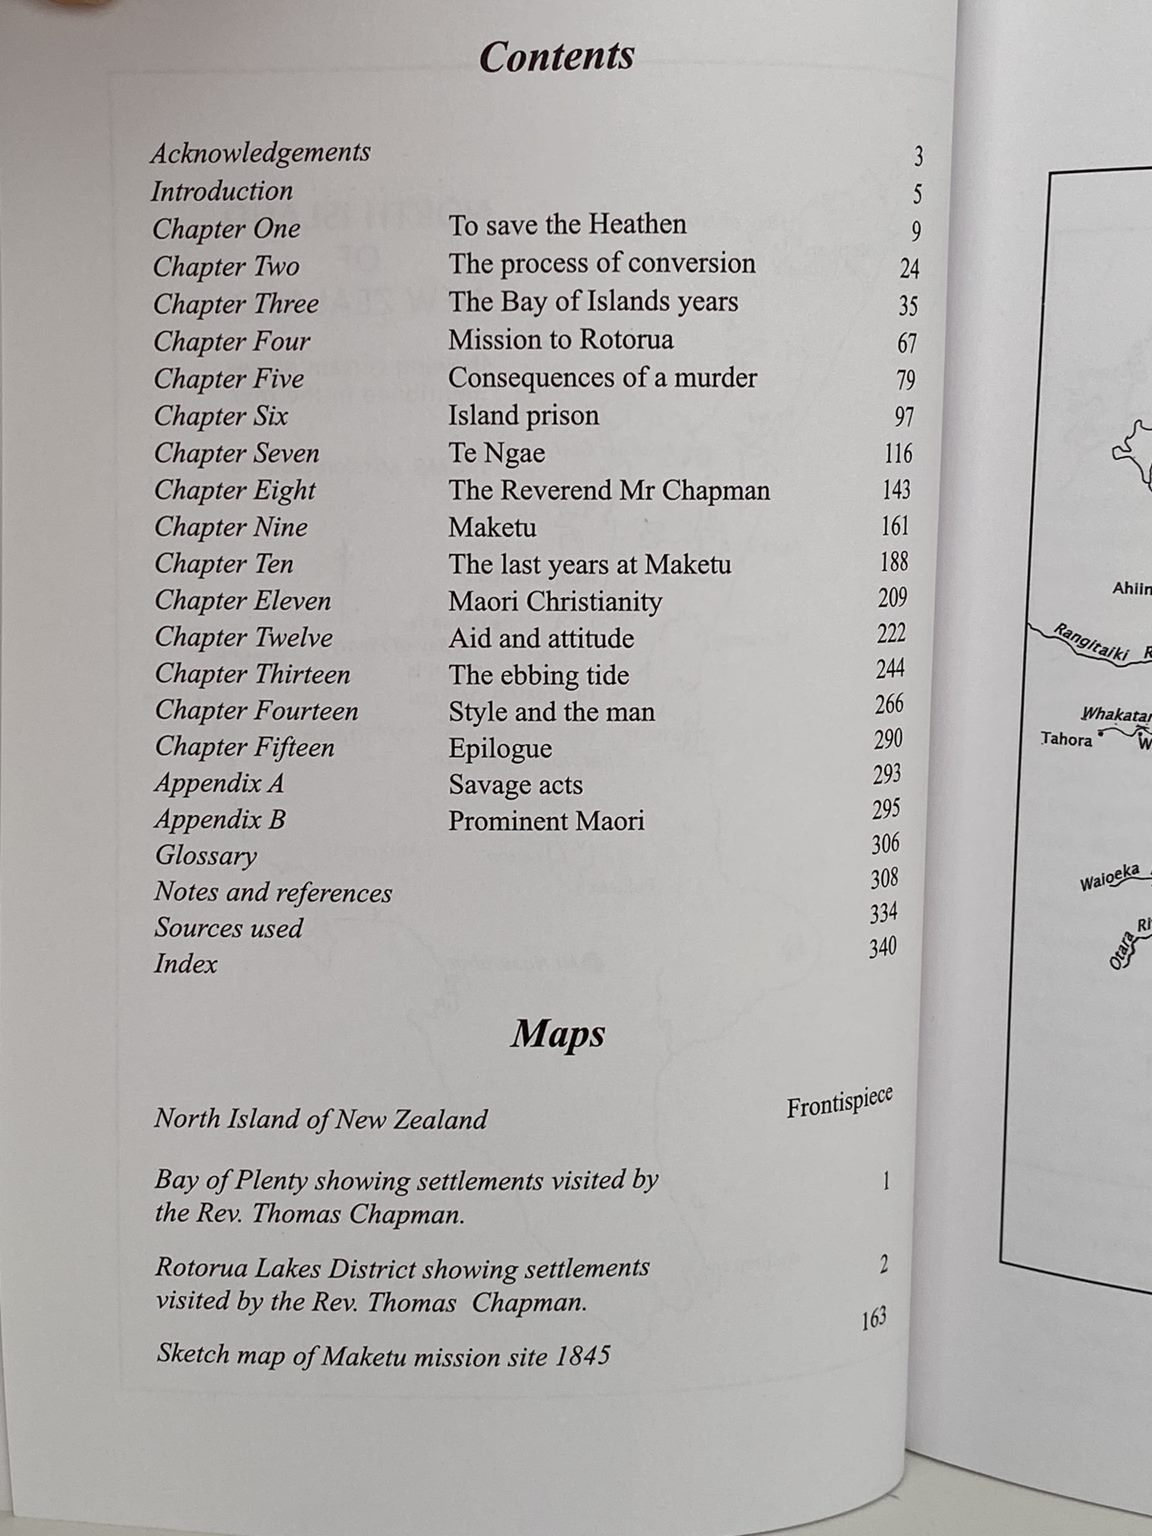 Contents
Acknowledgements 3
Introduction 5
Chapter One To save the Heathen 9
Chapter Two The process of conversion 24
Chapter Three The Bay of Islands years 35
Chapter Four Mission to Rotorua 67
Chapter Five Consequences of a murder 79
Chapter Six Island prison 97
Chapter Seven Te Ngae 116
Chapter Eight The Reverend Mr Chapman 143
Chapter Nine Maketu 161
Chapter Ten The last years at Maketu 188
Chapter Eleven Maori Christianity 209
Chapter Twelve Aid and attitude 222
Chapter Thirteen The ebbing tide 244
Chapter Fourteen Style and the man 266
Chapter Fifteen Epilogue 290
Appendix A Savage acts 293
Appendix B Prominent Maori 295
Glossary 306
Notes and references 308
Sources used 334
Index 340
Maps
North Island of New Zealand Frontispiece
Bay of Plenty showing settlements visited by 1
the Rev. Thomas Chapman.
Rotorua Lakes District showing settlements 2
visited by the Rev. Thomas Chapman.
Sketch map of Maketu mission site 1845 163
Rangitaiki
Tahora
Waioeka
Otara